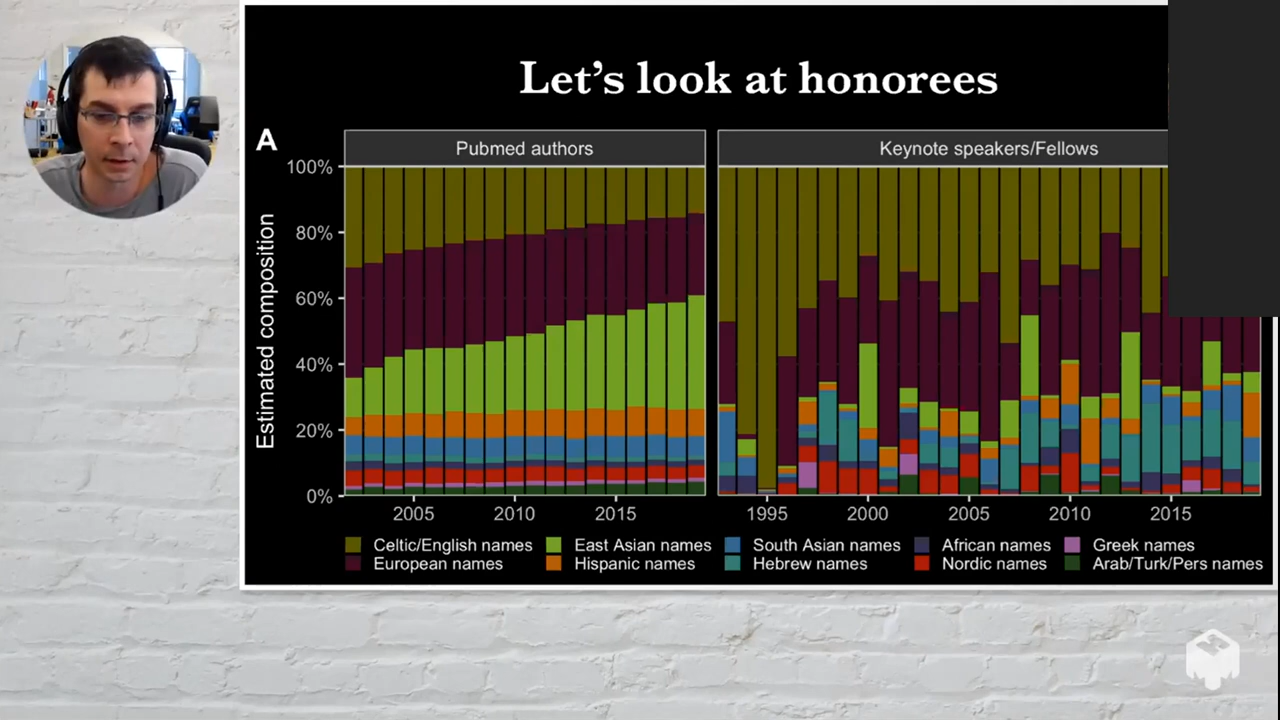 Let's look at honorees
A
Pubmed authors
Keynote speakers/Fellows
Estimated composition
100%
80%
60%
40%
20%
0%
2005 2010 2015
1995 2000 2005 2010 2015
Celtic/English names East Asian names South Asian names African names Greek names
European names Hispanic names Hebrew names Nordic names Arab/Turk/Pers names